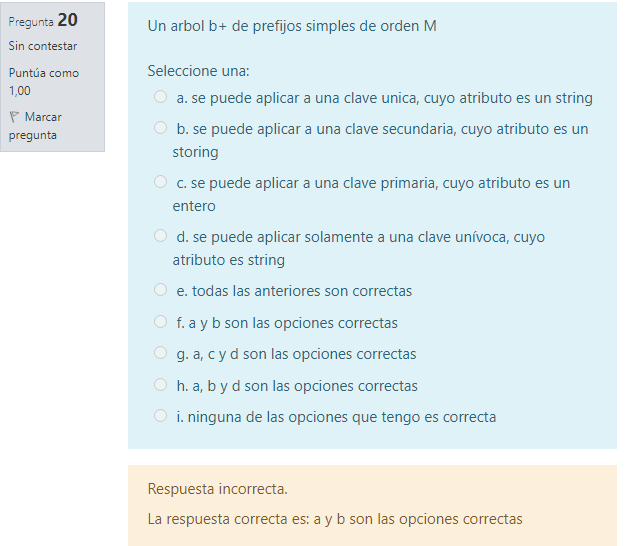 Pregunta 20
Sin contestar
Puntúa como
1,00
Marcar
pregunta
Un arbol b+ de prefijos simples de orden M
Seleccione una:
a. se puede aplicar a una clave unica, cuyo atributo es un string
b. se puede aplicar a una clave secundaria, cuyo atributo es un
storing
c. se puede aplicar a una clave primaria, cuyo atributo es un
entero
d. se puede aplicar solamente a una clave unívoca, cuyo
atributo es string
e. todas las anteriores son correctas
f. a y b son las opciones correctas
g. a, c y d son las opciones correctas
h. a, b y d son las opciones correctas
i. ninguna de las opciones que tengo es correcta
Respuesta incorrecta.
La respuesta correcta es: a y b son las opciones correctas